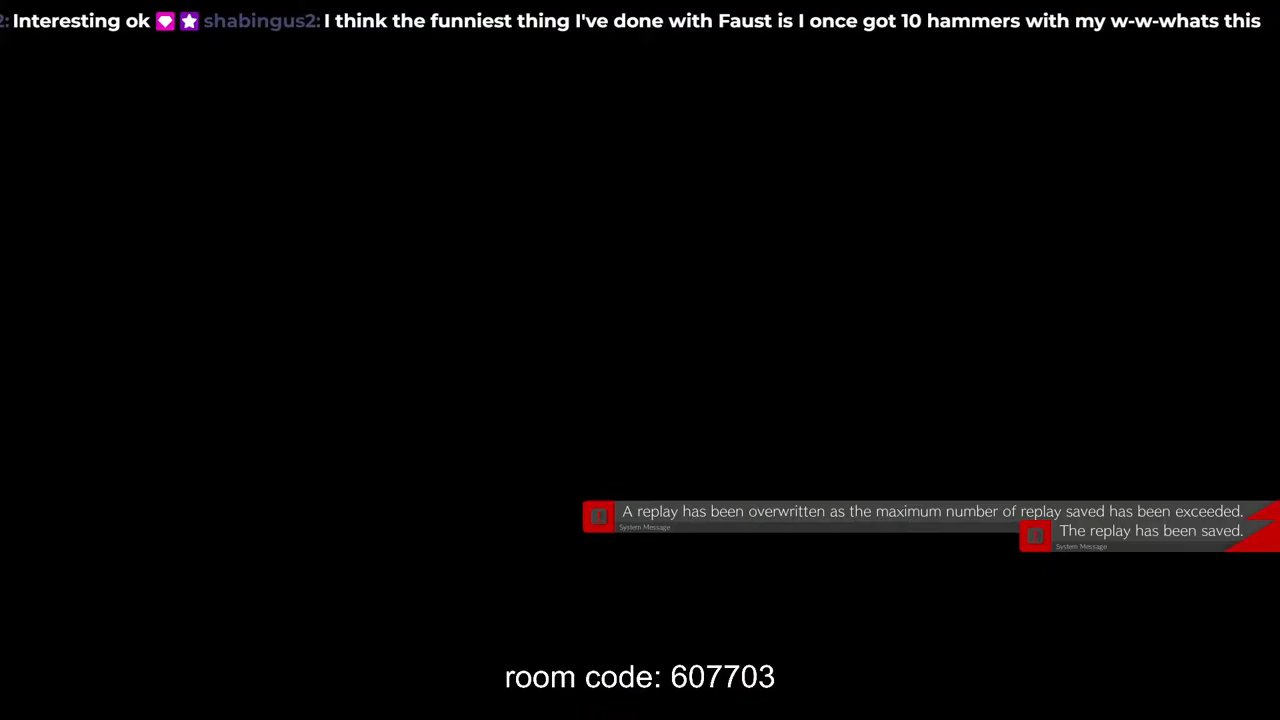 2: Interesting ok shabingus2: I think the funniest thing I've done with Faust is I once got 10 hammers with my w-w-whats this
A replay has been overwritten as the maximum number of replay saved has been exceeded.
System Message
The replay has been saved.
System Message
room code: 607703